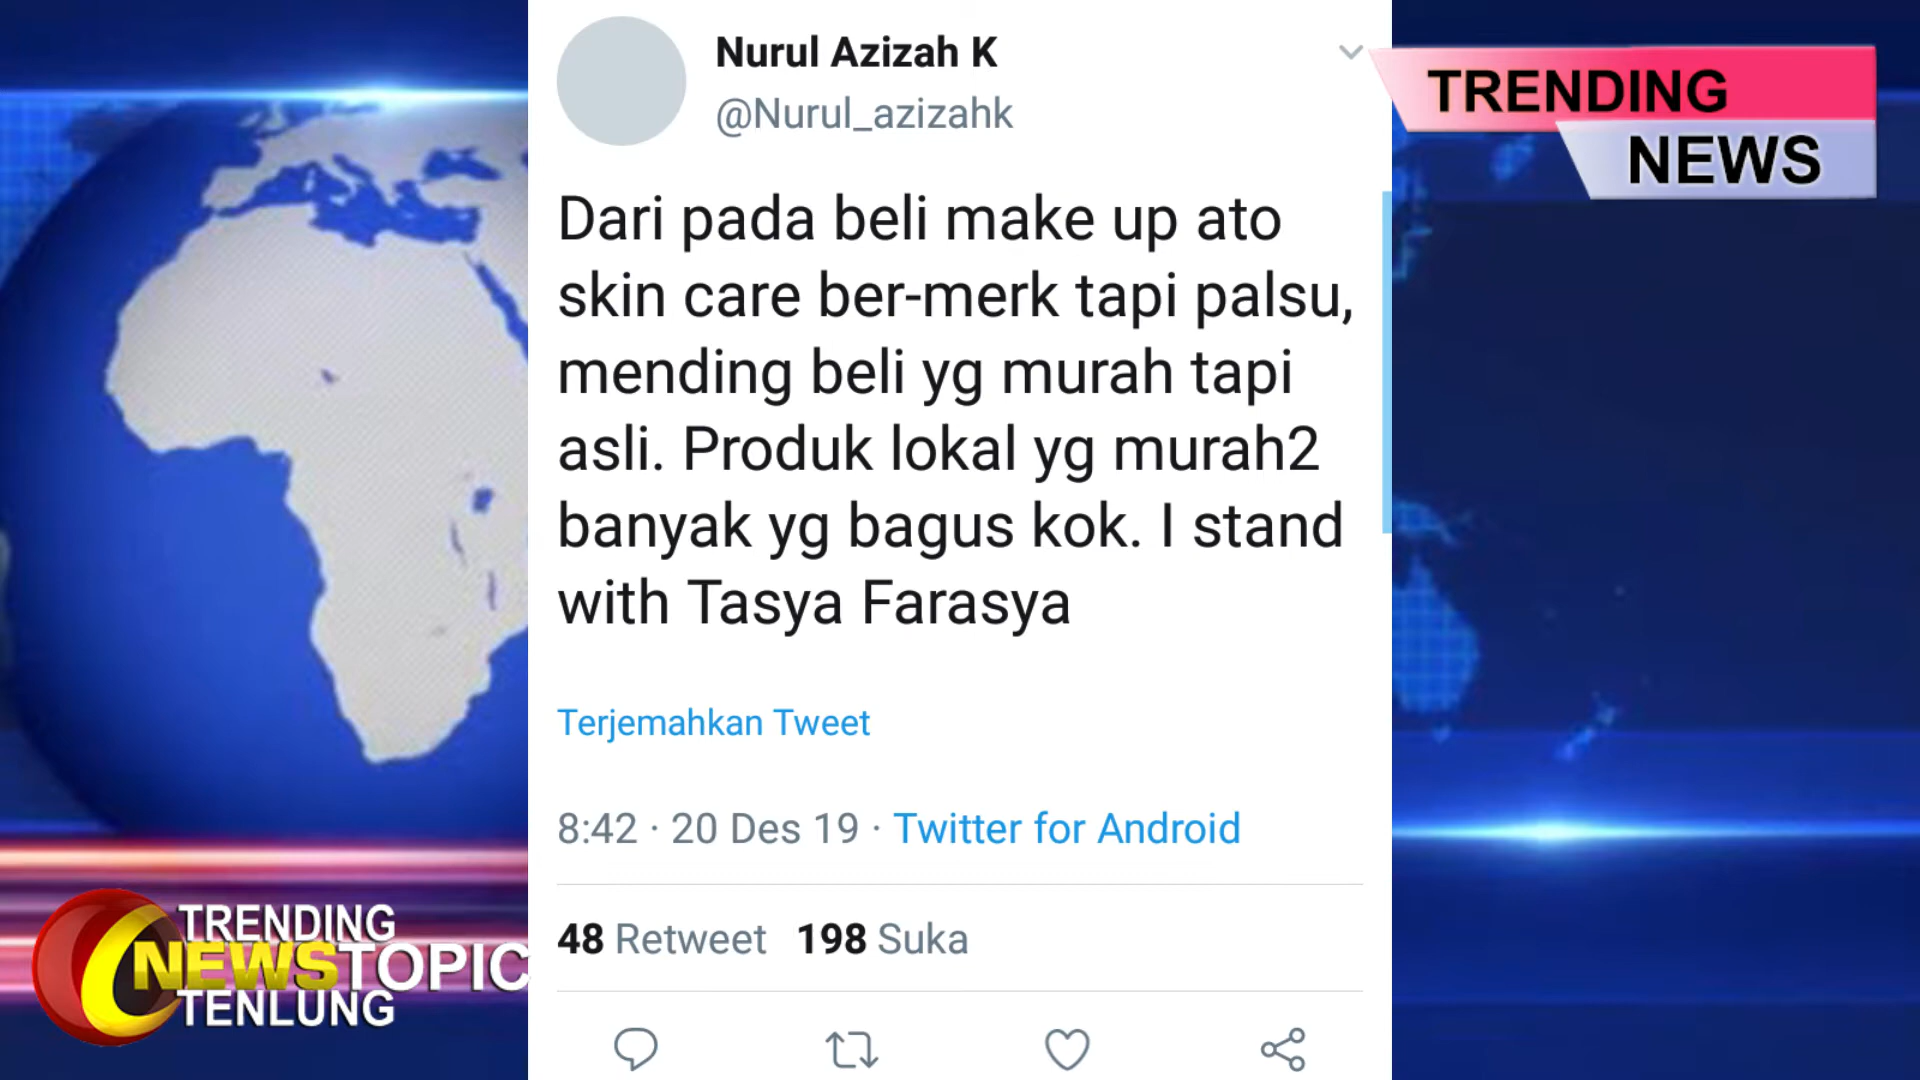 Nurul Azizah K
@Nurul_azizahk
Dari pada beli make up ato
skin care ber-merk tapi palsu,
mending beli yg murah tapi
asli. Produk lokal yg murah2
banyak yg bagus kok. I stand
with Tasya Farasya
Terjemahkan Tweet
8:42 · 20 Des 19 · Twitter for Android
48 Retweet 198 Suka
TRENDING
NEWS
TRENDING
NEWSTOPIC
TENLUNG